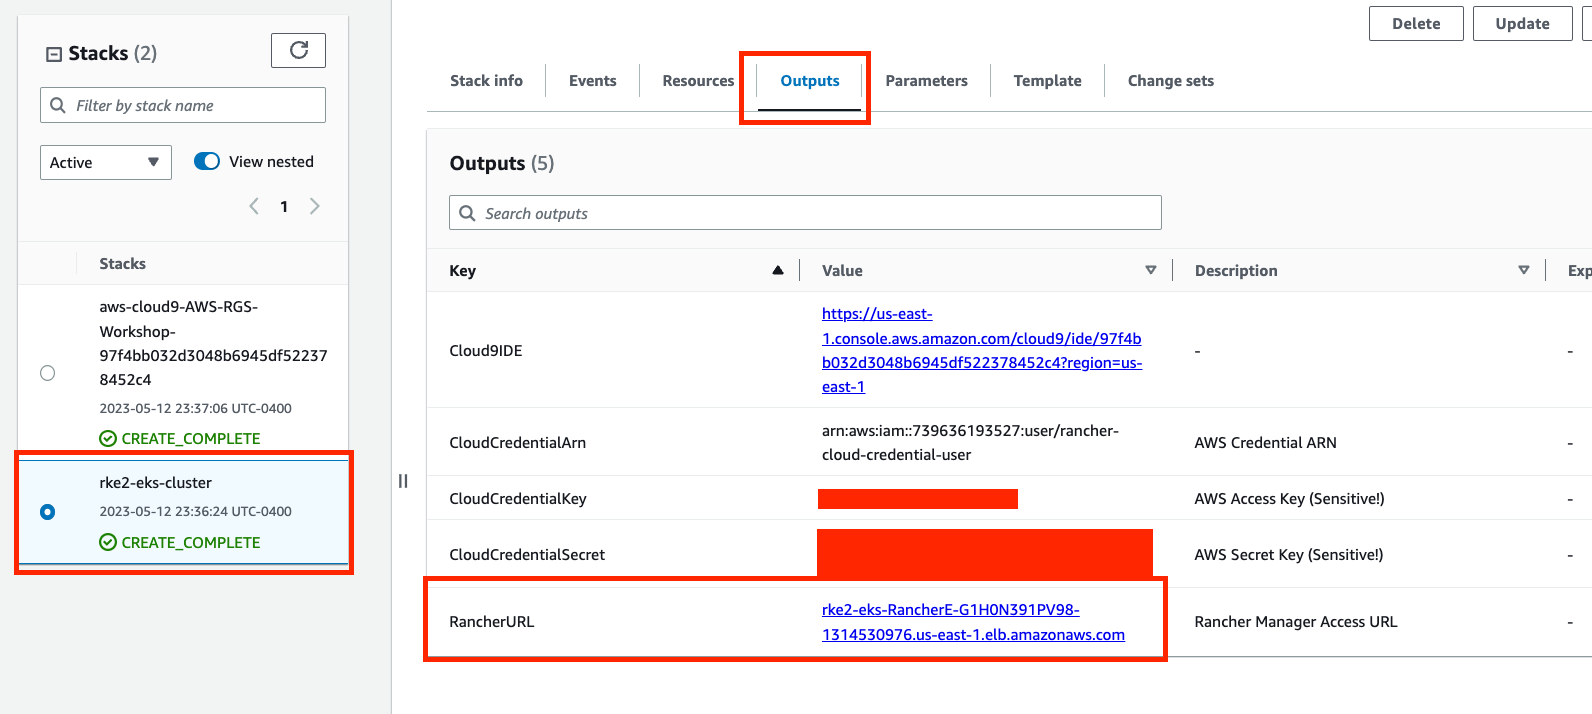 Stacks (2)
Filter by stack name
Active
View nested
1
Stacks
aws-cloud9-AWS-RGS-
Workshop-
97f4bb032d3048b6945df52237
8452c4
2023-05-12 23:37:06 UTC-0400
CREATE_COMPLETE
rke2-eks-cluster
2023-05-12 23:36:24 UTC-0400
CREATE_COMPLETE
Delete
Update
Stack info
Events
Resources
Outputs
Parameters
Template
Change sets
Outputs (5)
Search outputs
Key
Value
Description
Exp
Cloud9IDE
https://us-east-
1.console.aws.amazon.com/cloud9/ide/97f4b
b032d3048b6945df522378452c4?region=us-
east-1
-
-
CloudCredentialArn
arn:aws:iam::739636193527:user/rancher-
cloud-credential-user
AWS Credential ARN
-
CloudCredentialKey
AWS Access Key (Sensitive!)
-
CloudCredentialSecret
AWS Secret Key (Sensitive!)
-
RancherURL
rke2-eks-RancherE-G1H0N391PV98-
1314530976.us-east-1.elb.amazonaws.com
Rancher Manager Access URL
-